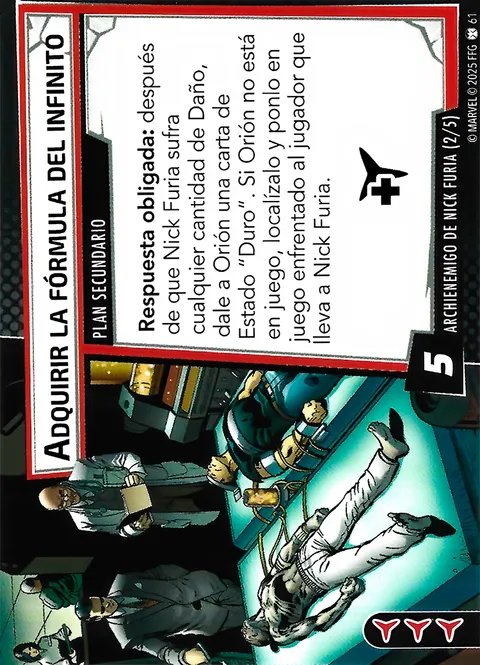 ADQUIRIR LA FÓRMULA DEL INFINITO
PLAN SECUNDARIO
Respuesta obligada: después
de que Nick Furia sufra
cualquier cantidad de Daño,
dale a Orión una carta de
Estado "Duro". Si Orión no está
en juego, localízalo y ponlo en
juego enfrentado al jugador que
lleva a Nick Furia.
5
ARCHIENEMIGO DE NICK FURIA (2/5)
© MARVEL © 2025 FFG 61